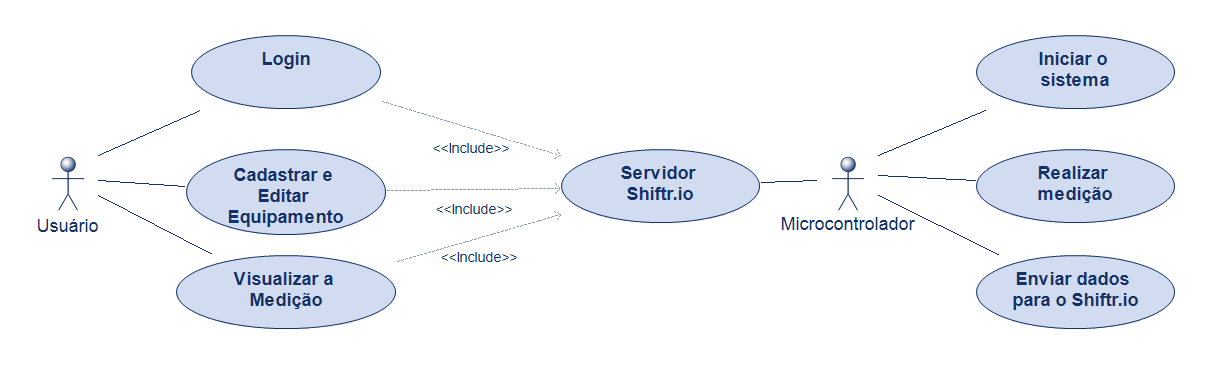 Login
Cadastrar e
Editar
Equipamento
Visualizar a
Medição
Usuário
<<Include>>
<<Include>>
<<Include>>
Servidor
Shiftr.io
Microcontrolador
Iniciar o
sistema
Realizar
medição
Enviar dados
para o Shiftr.io